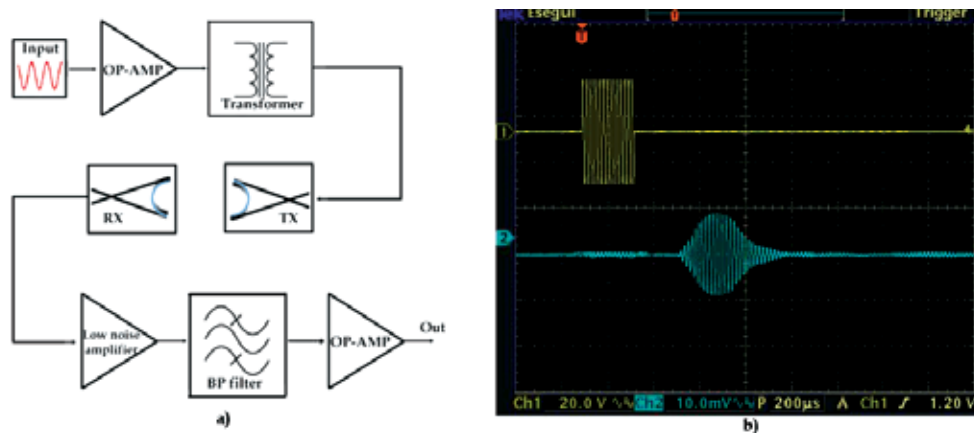 Input
OP-AMP
Transformer
RX
TX
Low noise
amplifier
BP filter
OP-AMP
Out
a)
Tek Esegui
Trigger
1
2
Ch1 20.0 V
Ch2 10.0mV
P 200µs
A Ch1 ƒ 1.20 V
b)